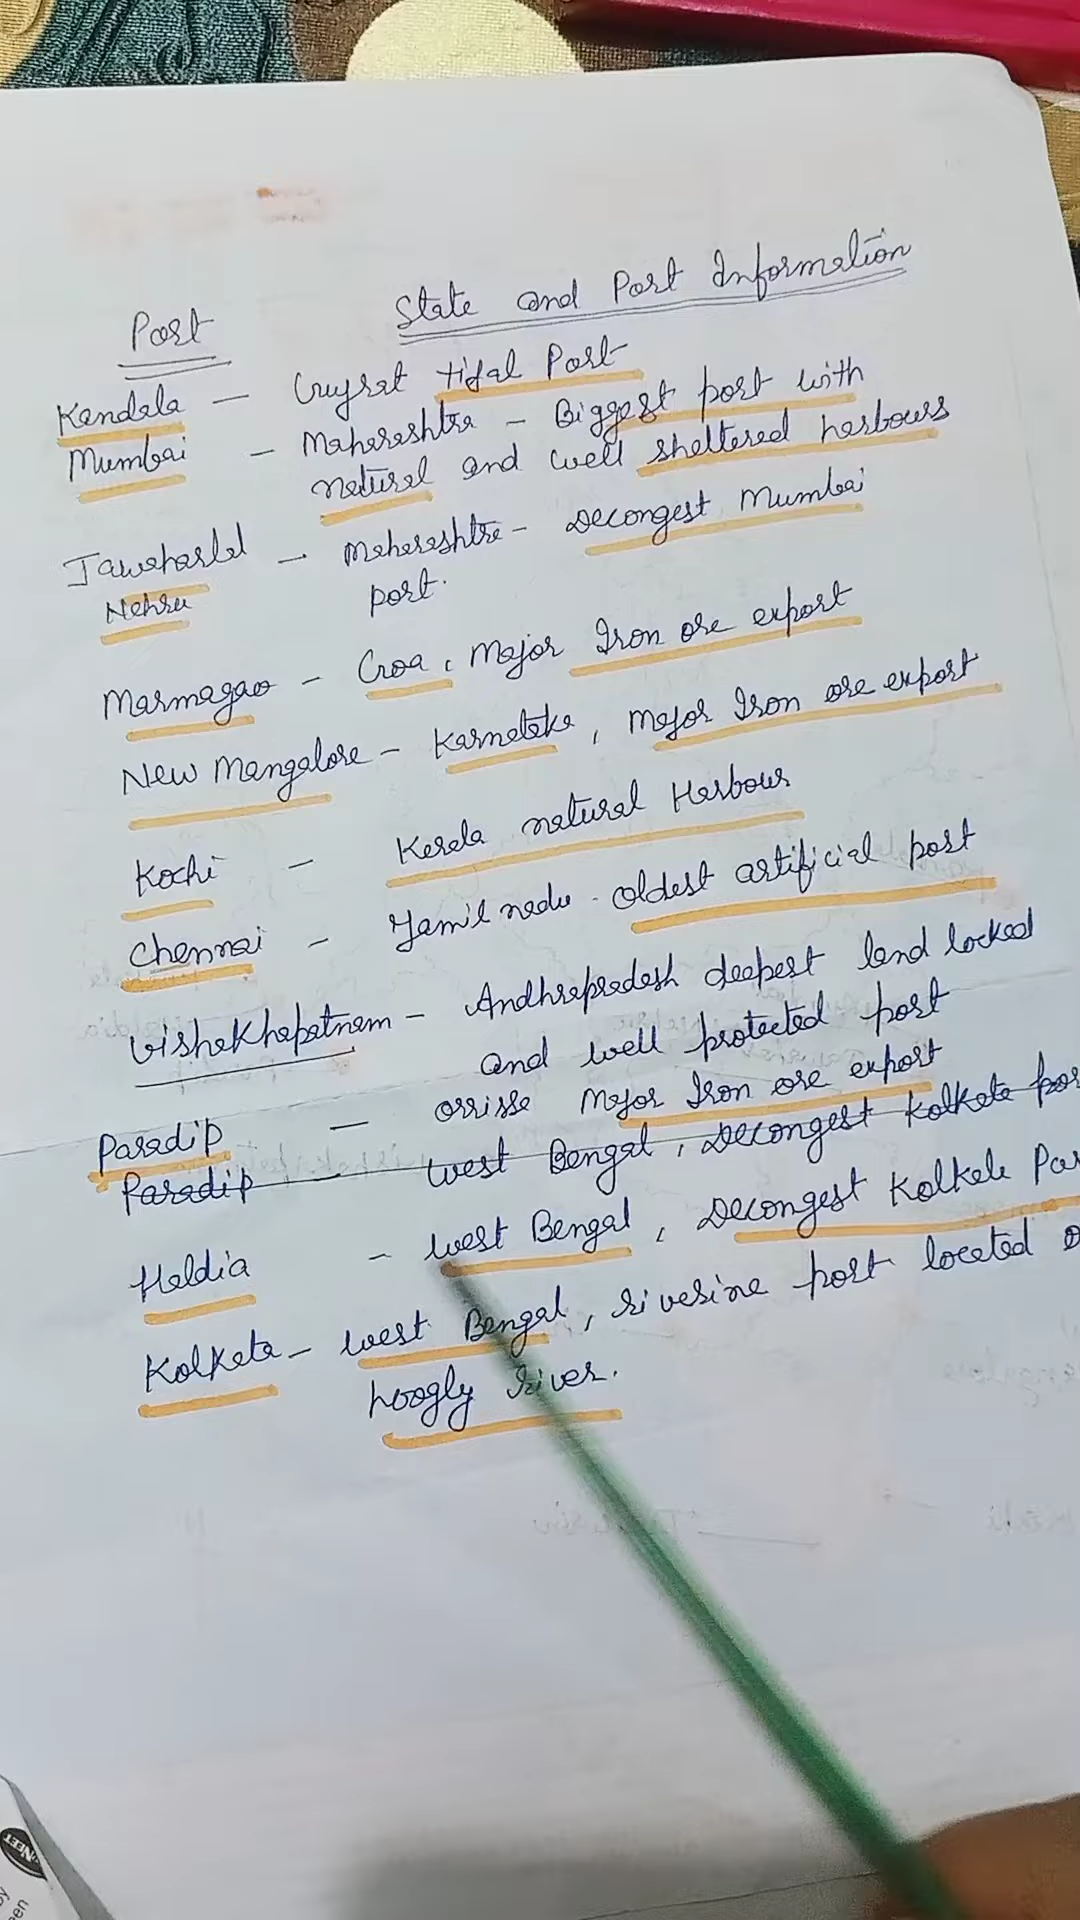 Port State and Port Information
Kandala — Gujrat tidal Port
Mumbai — Maharashtra – Biggest port with
natural and well sheltered harbours
Jawaharlal — Maharashtra – Decongest Mumbai
Nehru port.
Marmagao – Goa, Major Iron ore export
New Mangalore – Karnataka, Major Iron ore export
Kochi — Kerala natural Harbour
Chennai – Tamil nadu - oldest artificial port
Vishakhapatnam – Andhrapradesh deepest land locked
and well protected port
Paradip — orrissa Major Iron ore export
Paradip – West Bengal, Decongest Kolkata
Haldia – West Bengal, Decongest Kolkata
Kolkata – West Bengal, riverine port located
hoogly river.
NEET